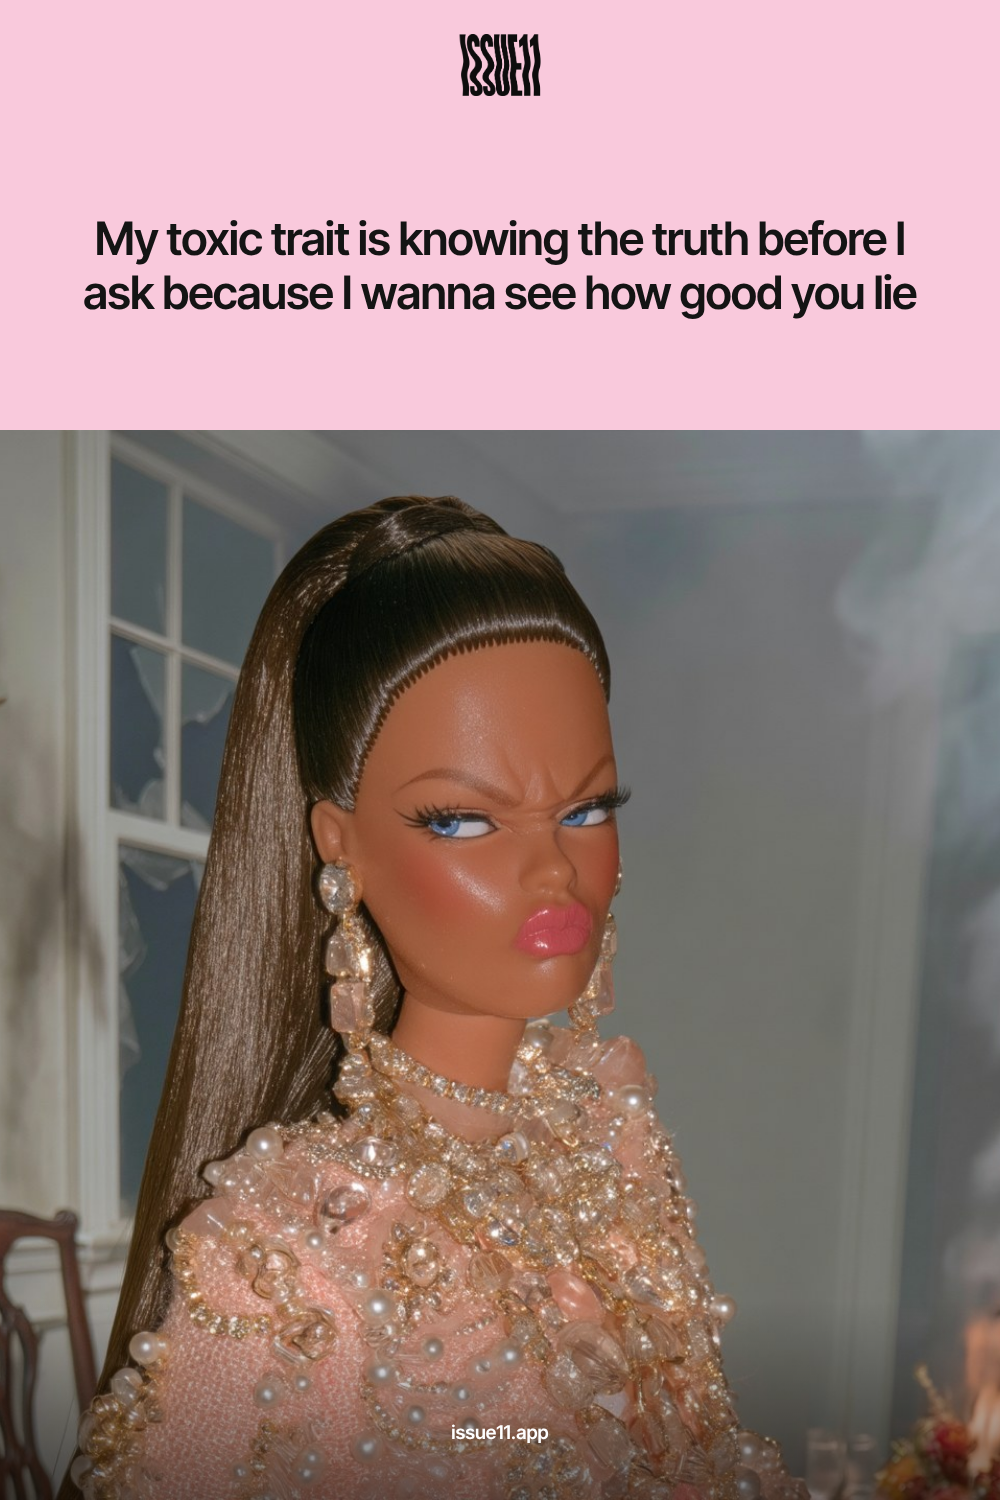 ISSUE11
My toxic trait is knowing the truth before I
ask because I wanna see how good you lie
issue11.app